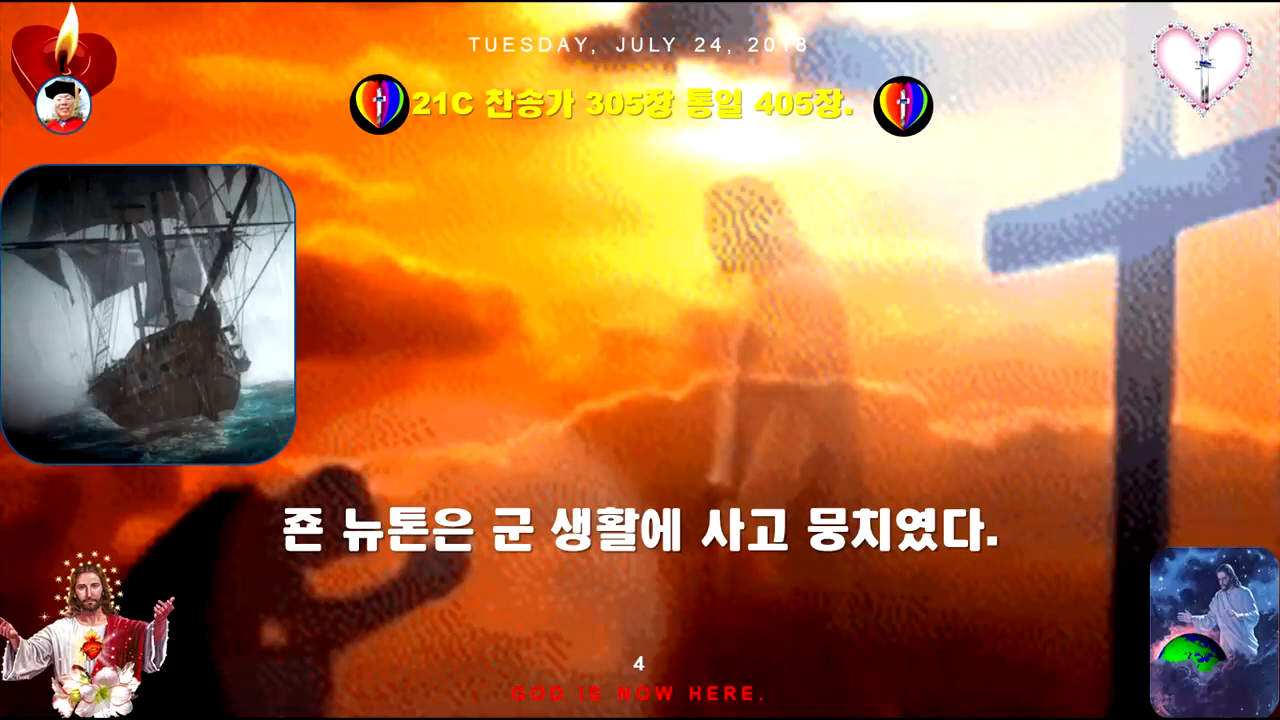 TUESDAY, JULY 24, 2018
21C 찬송가 305장 통일 405장.
죤 뉴톤은 군 생활에 사고 뭉치였다.
4
GOD IS NOW HERE.